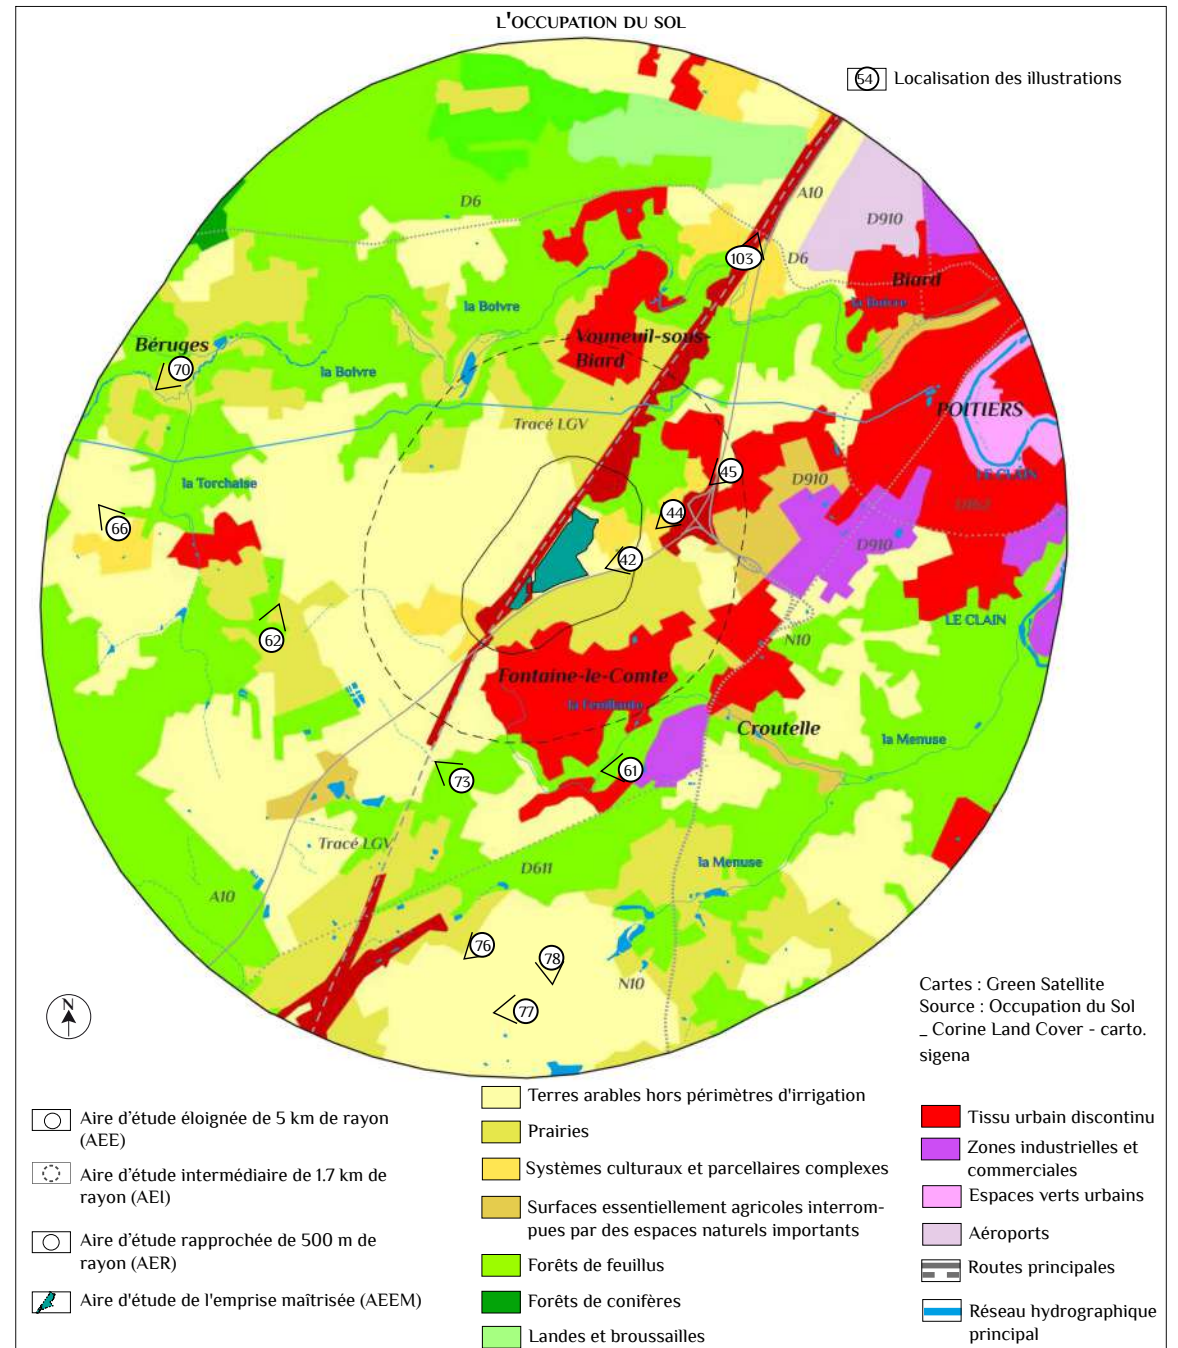 L'OCCUPATION DU SOL
54 Localisation des illustrations
A10
D6
D910
103
D6
Biard
la Boivre
la Boivre
Vouneuil-sous-
Biard
Béruges
70
la Boivre
POITIERS
Tracé LGV
45
D910
LE CLAIN
la Torchaise
44
D162
66
42
D910
LE CLAIN
62
N10
Fontaine-le-Comte
la Feuillante
Croutelle
la Menuse
61
73
Tracé LGV
la Menuse
D611
A10
76
78
N10
77
N
Cartes : Green Satellite
Source : Occupation du Sol
_ Corine Land Cover - carto.
sigena
Aire d'étude éloignée de 5 km de rayon
(AEE)
Aire d'étude intermédiaire de 1.7 km de
rayon (AEI)
Aire d'étude rapprochée de 500 m de
rayon (AER)
Aire d'étude de l'emprise maîtrisée (AEEM)
Terres arables hors périmètres d'irrigation
Prairies
Systèmes culturaux et parcellaires complexes
Surfaces essentiellement agricoles interrom-
pues par des espaces naturels importants
Forêts de feuillus
Forêts de conifères
Landes et broussailles
Tissu urbain discontinu
Zones industrielles et
commerciales
Espaces verts urbains
Aéroports
Routes principales
Réseau hydrographique
principal